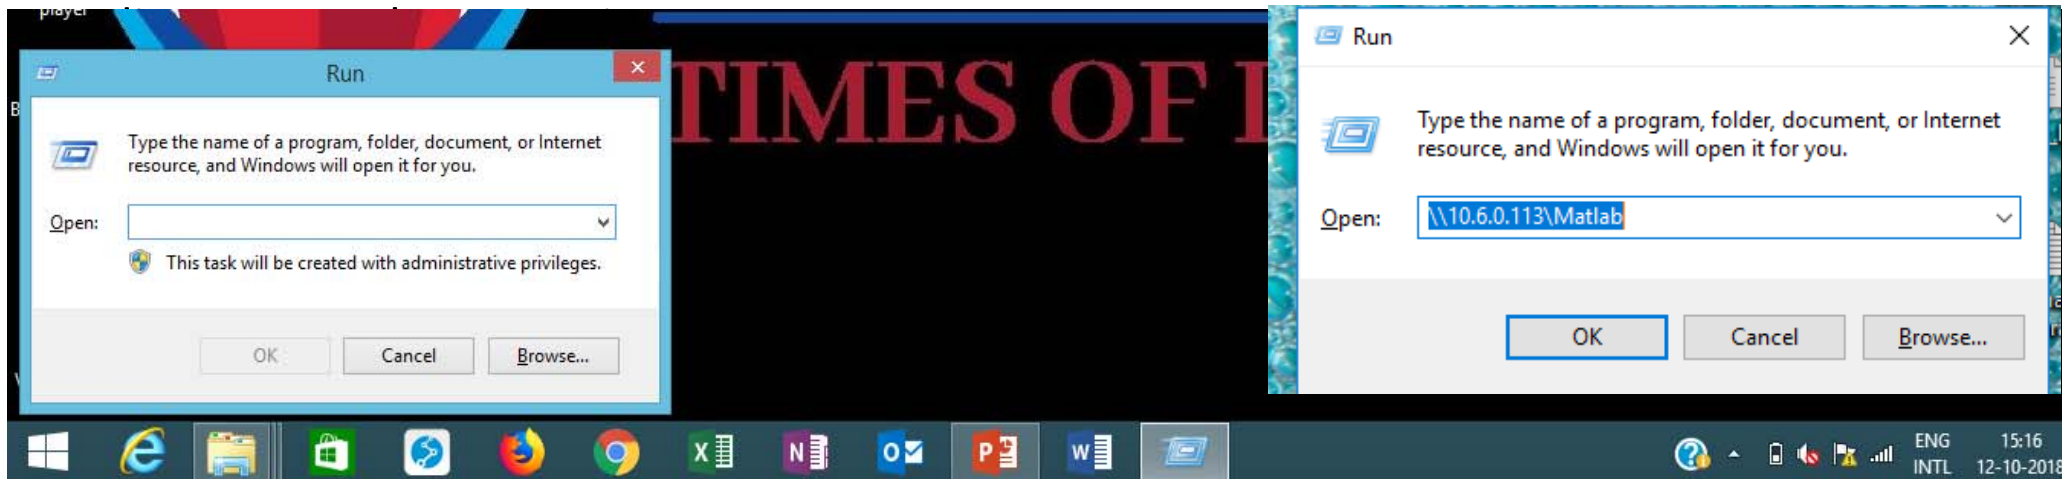 player
Run
Type the name of a program, folder, document, or Internet
resource, and Windows will open it for you.
Open:
This task will be created with administrative privileges.
OK Cancel Browse...
TIMES OF
Run
Type the name of a program, folder, document, or Internet
resource, and Windows will open it for you.
Open: \\10.6.0.113\Matlab
OK Cancel Browse...
ENG 15:16
INTL 12-10-2018